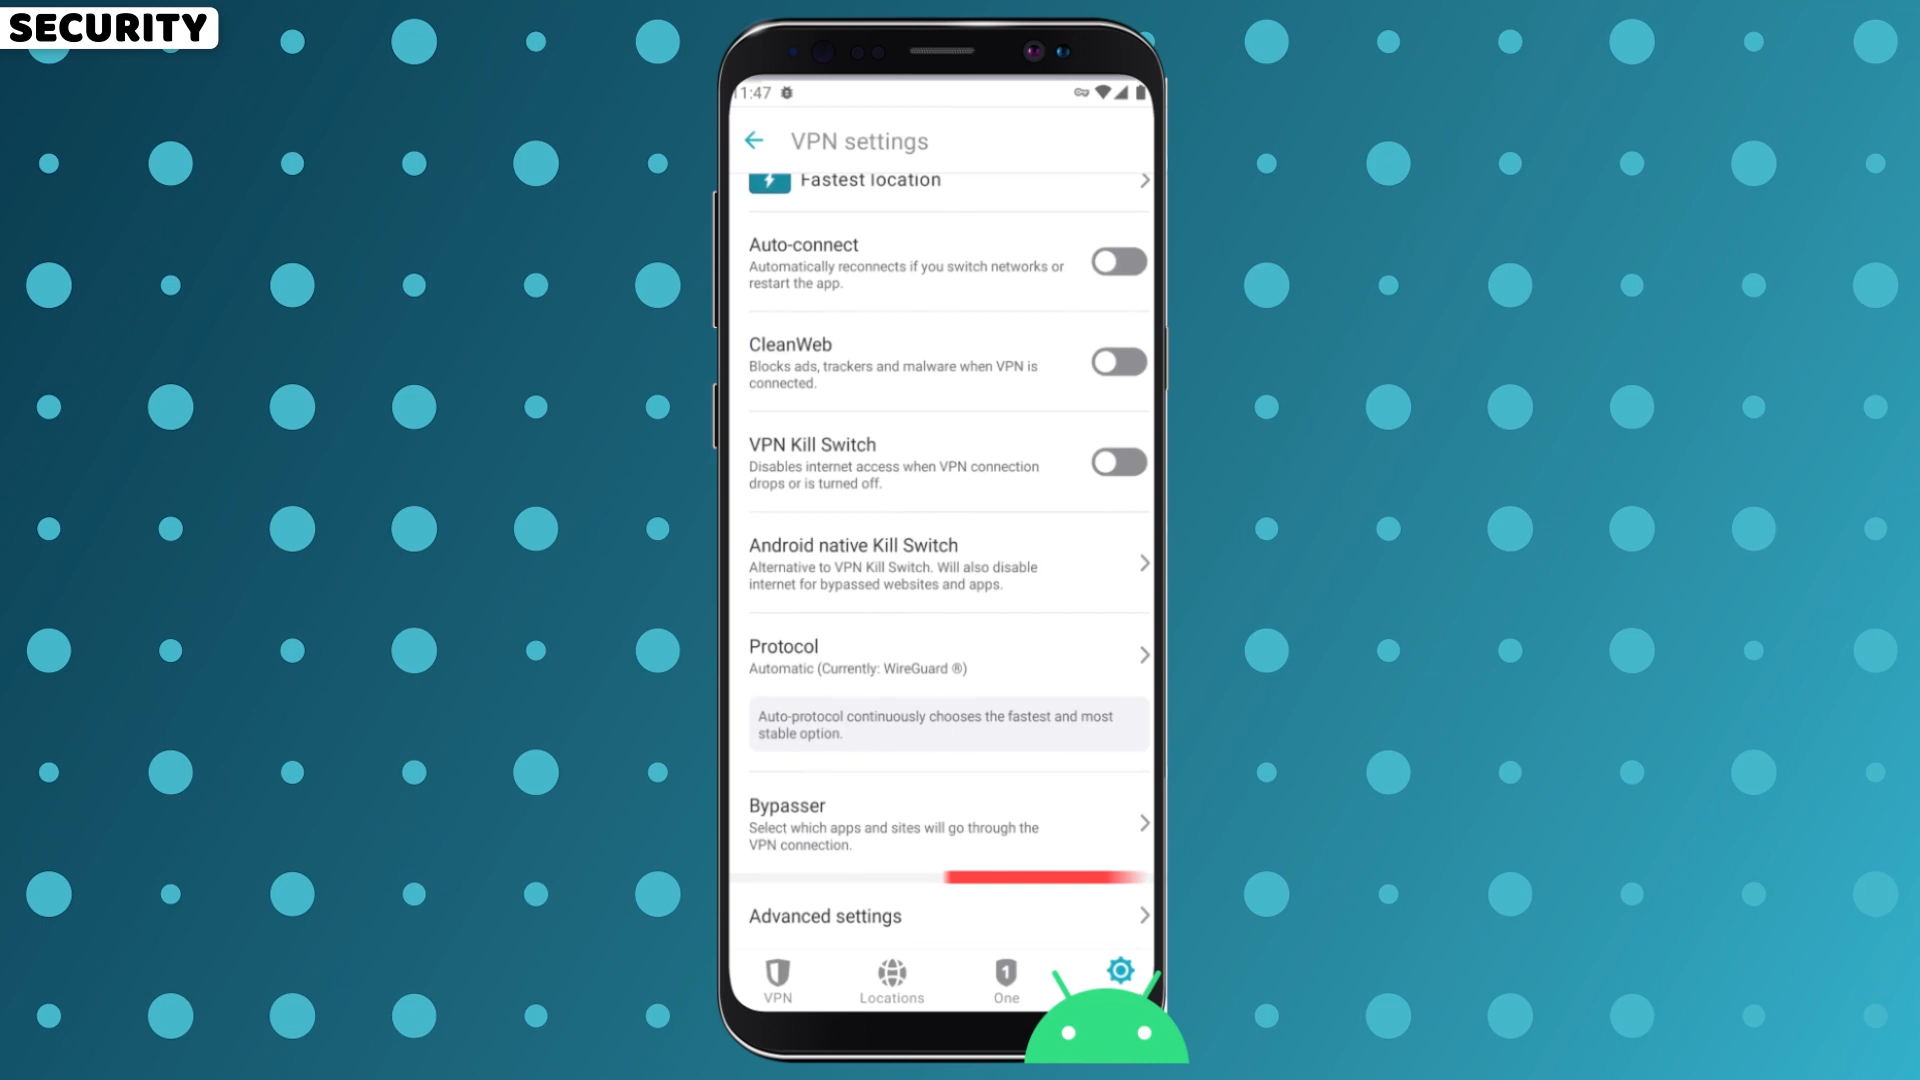 SECURITY
11:47
VPN settings
Fastest location
Auto-connect
Automatically reconnects if you switch networks or
restart the app.
CleanWeb
Blocks ads, trackers and malware when VPN is
connected.
VPN Kill Switch
Disables internet access when VPN connection
drops or is turned off.
Android native Kill Switch
Alternative to VPN Kill Switch. Will also disable
internet for bypassed websites and apps.
Protocol
Automatic (Currently: WireGuard ®)
Auto-protocol continuously chooses the fastest and most
stable option.
Bypasser
Select which apps and sites will go through the
VPN connection.
Advanced settings
VPN
Locations
1
One